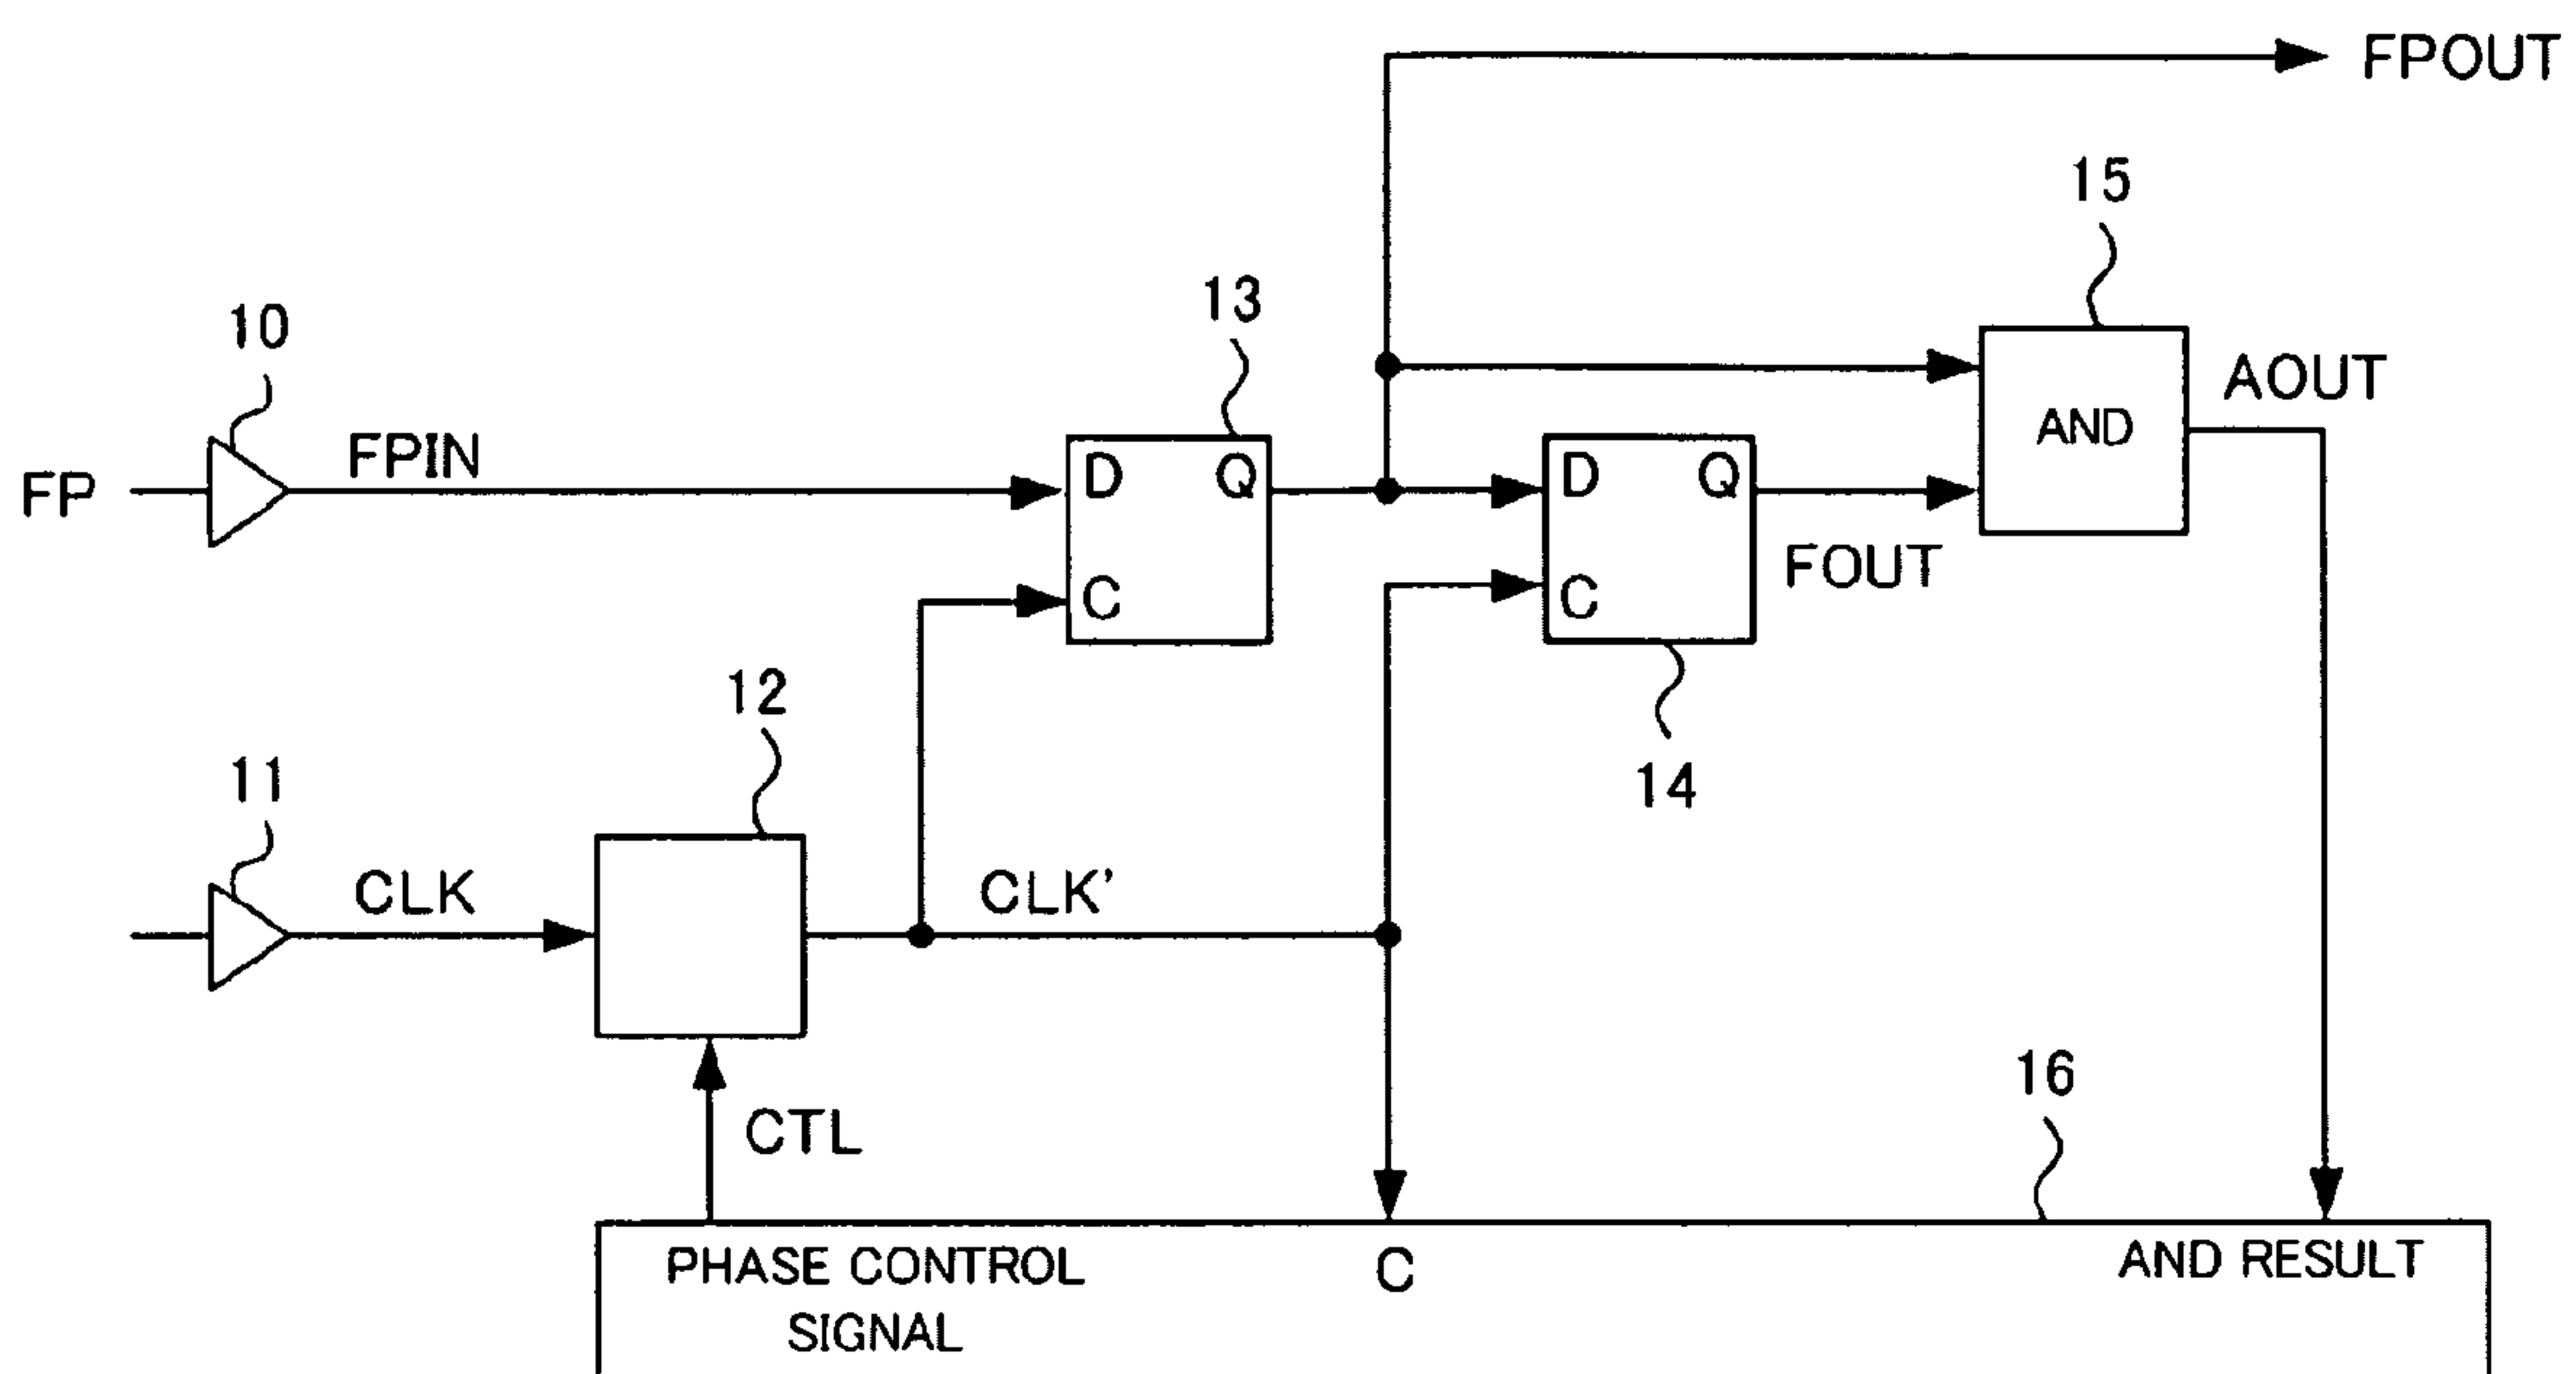 FPOUT
15
13
10
AOUT
AND
FPIN
D
Q
D
Q
FP
FOUT
C
C
12
14
11
CLK
CLK'
16
CTL
PHASE CONTROL
SIGNAL
C
AND RESULT